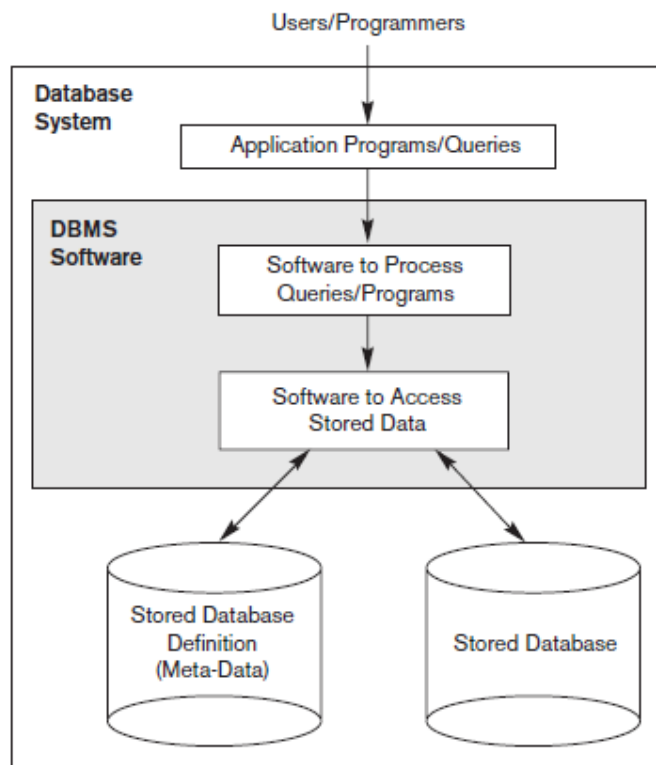 Users/Programmers
Database
System
Application Programs/Queries
DBMS
Software
Software to Process
Queries/Programs
Software to Access
Stored Data
Stored Database
Definition
(Meta-Data)
Stored Database